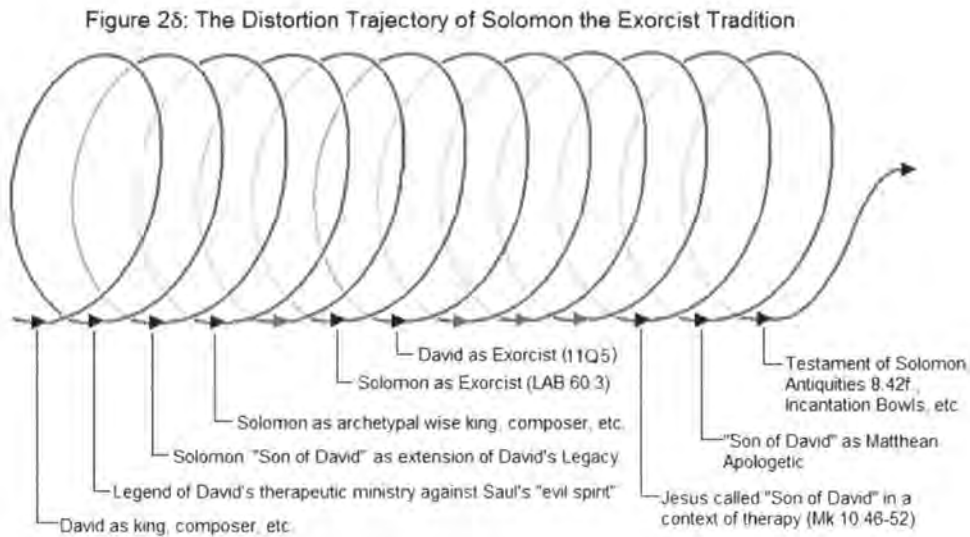 Figure 2δ: The Distortion Trajectory of Solomon the Exorcist Tradition
David as Exorcist (11Q5)
Solomon as Exorcist (LAB 60.3)
Solomon as archetypal wise king, composer, etc.
Solomon "Son of David" as extension of David's Legacy
Legend of David's therapeutic ministry against Saul's "evil spirit"
David as king, composer, etc.
Testament of Solomon,
Antiquities 8.42f.,
Incantation Bowls, etc.
"Son of David" as Matthean
Apologetic
Jesus called "Son of David" in a
context of therapy (Mk 10:46-52)